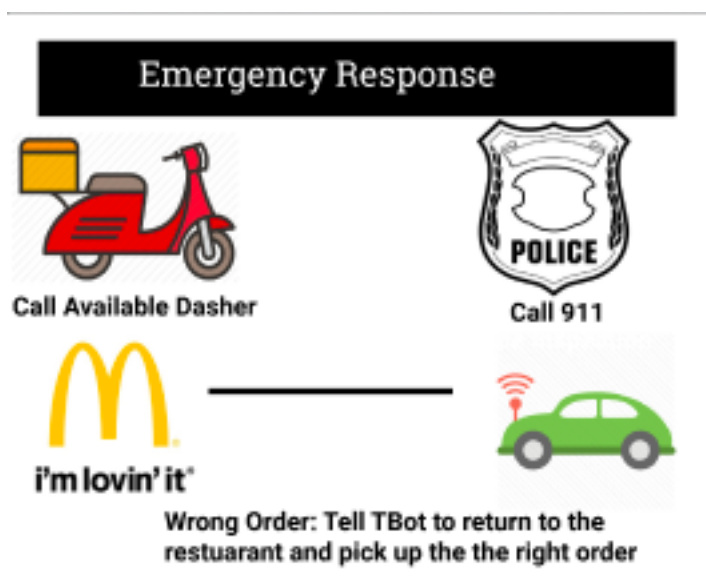 Emergency Response
POLICE
Call Available Dasher
Call 911
i'm lovin' it
Wrong Order: Tell TBot to return to the
restuarant and pick up the the right order